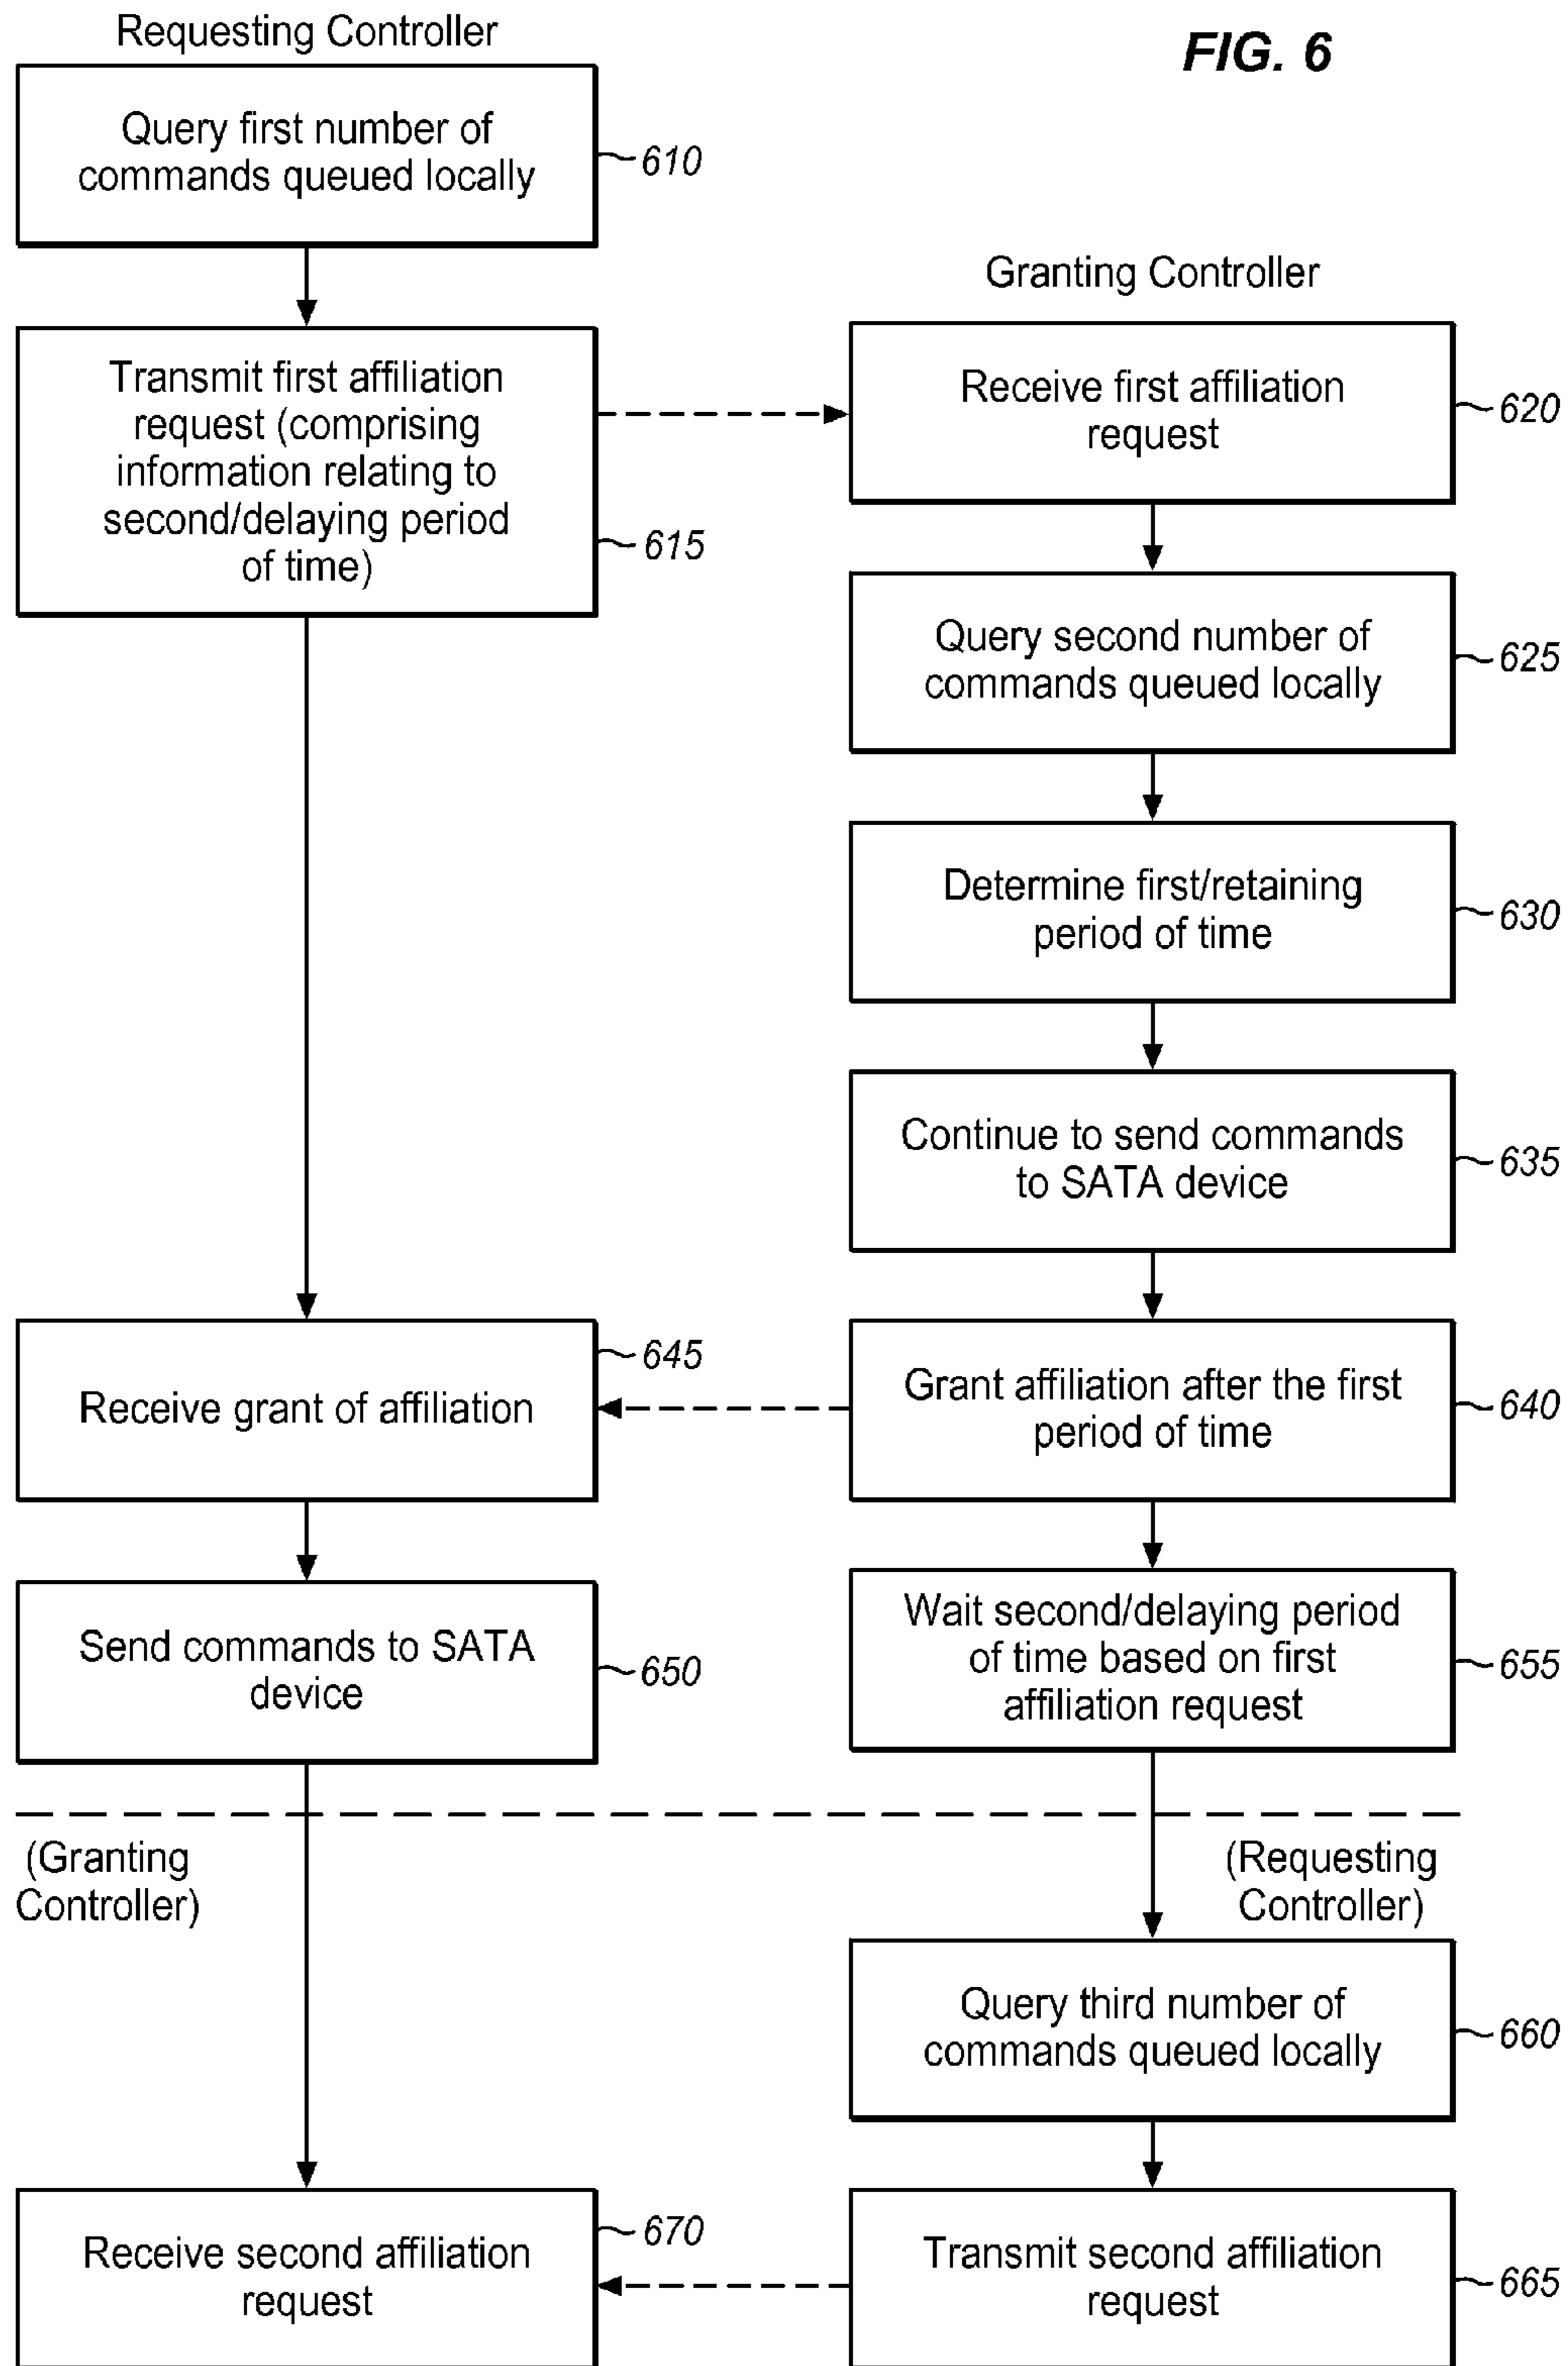 Requesting Controller
FIG. 6
Query first number of
commands queued locally
610
Granting Controller
Transmit first affiliation
request (comprising
information relating to
second/delaying period
of time)
615
Receive first affiliation
request
620
Query second number of
commands queued locally
625
Determine first/retaining
period of time
630
Continue to send commands
to SATA device
635
Receive grant of affiliation
645
Grant affiliation after the first
period of time
640
Send commands to SATA
device
650
Wait second/delaying period
of time based on first
affiliation request
655
(Granting
Controller)
(Requesting
Controller)
Query third number of
commands queued locally
660
Receive second affiliation
request
670
Transmit second affiliation
request
665